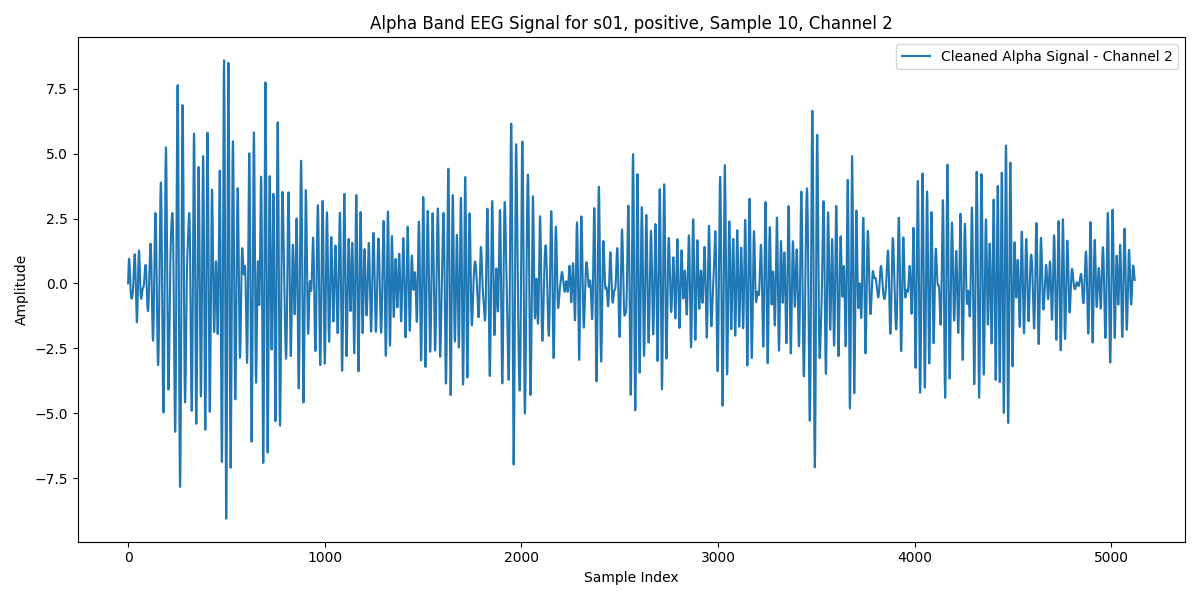 Alpha Band EEG Signal for s01, positive, Sample 10, Channel 2
Cleaned Alpha Signal - Channel 2
7.5
5.0
2.5
0.0
−2.5
−5.0
−7.5
Amplitude
0 1000 2000 3000 4000 5000
Sample Index